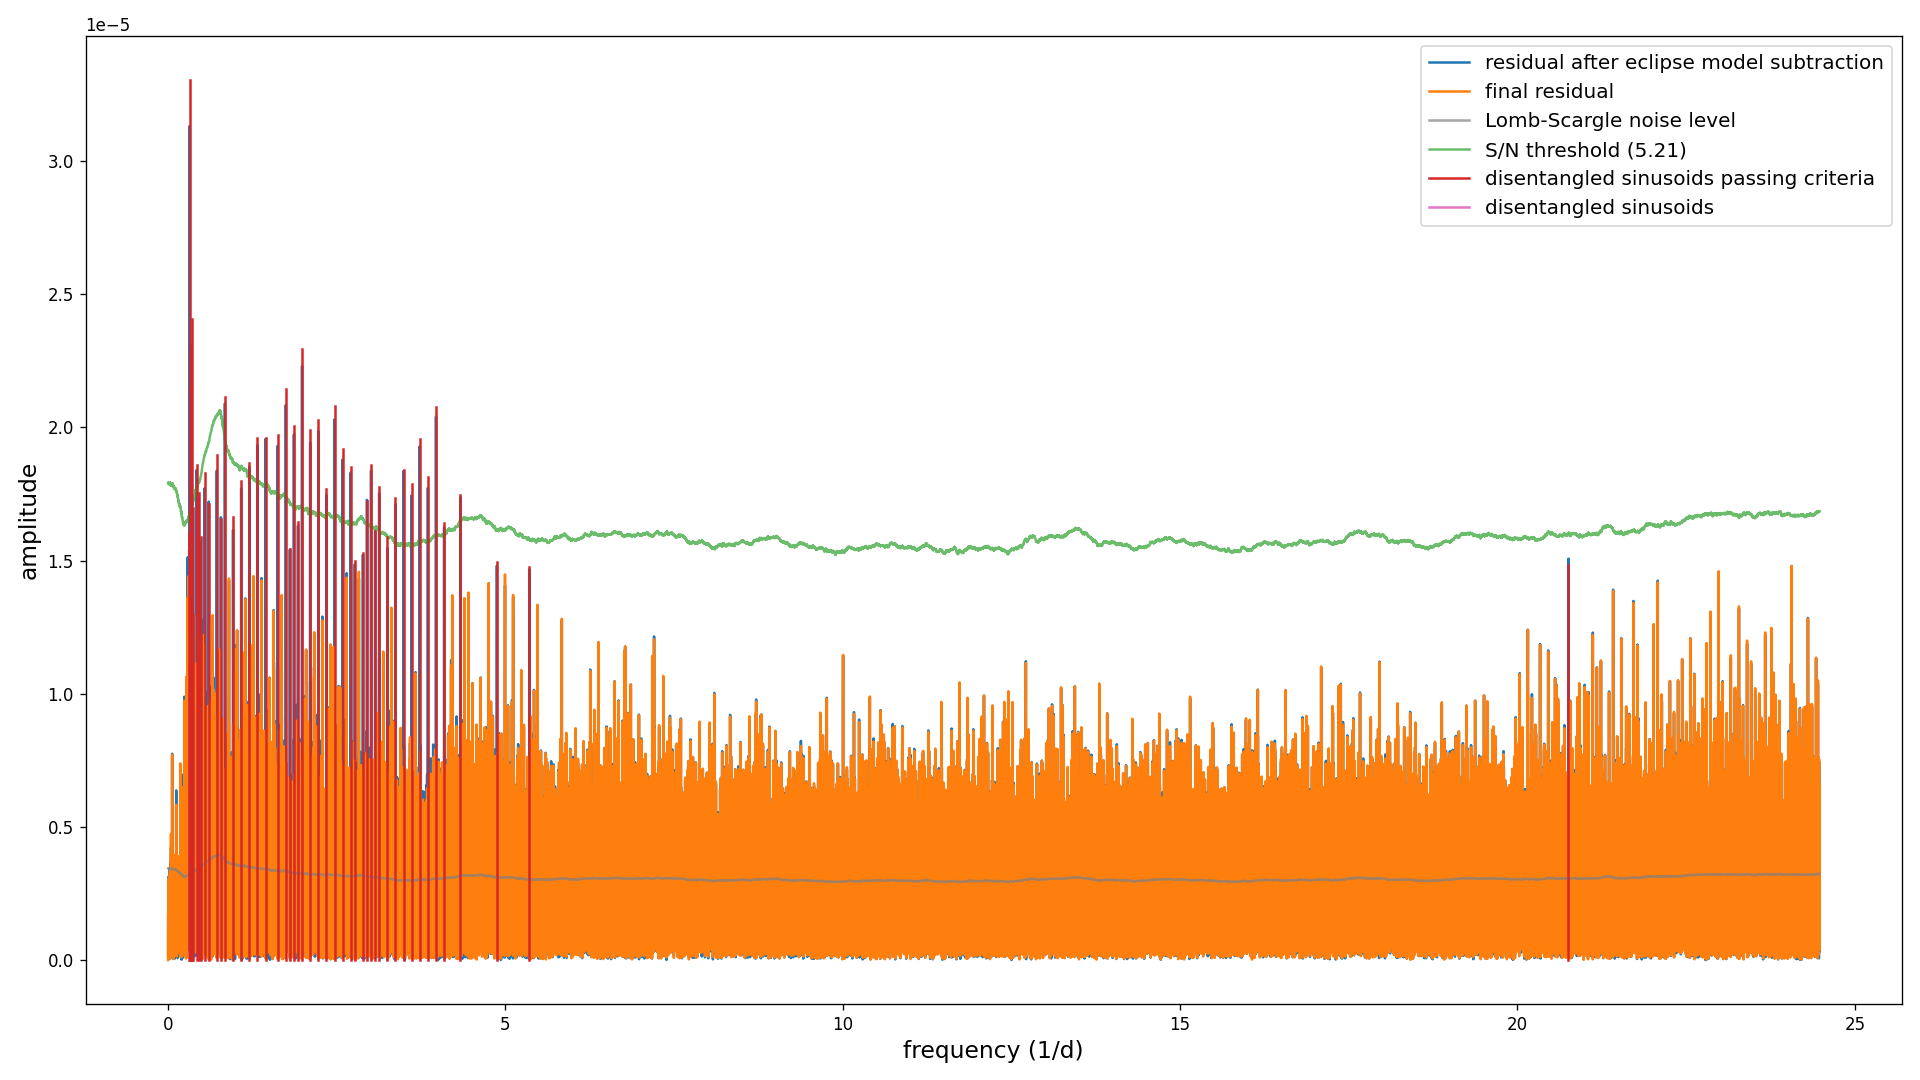 1e−5
residual after eclipse model subtraction
final residual
Lomb-Scargle noise level
S/N threshold (5.21)
disentangled sinusoids passing criteria
disentangled sinusoids
3.0
2.5
2.0
1.5
1.0
0.5
0.0
amplitude
0 5 10 15 20 25
frequency (1/d)